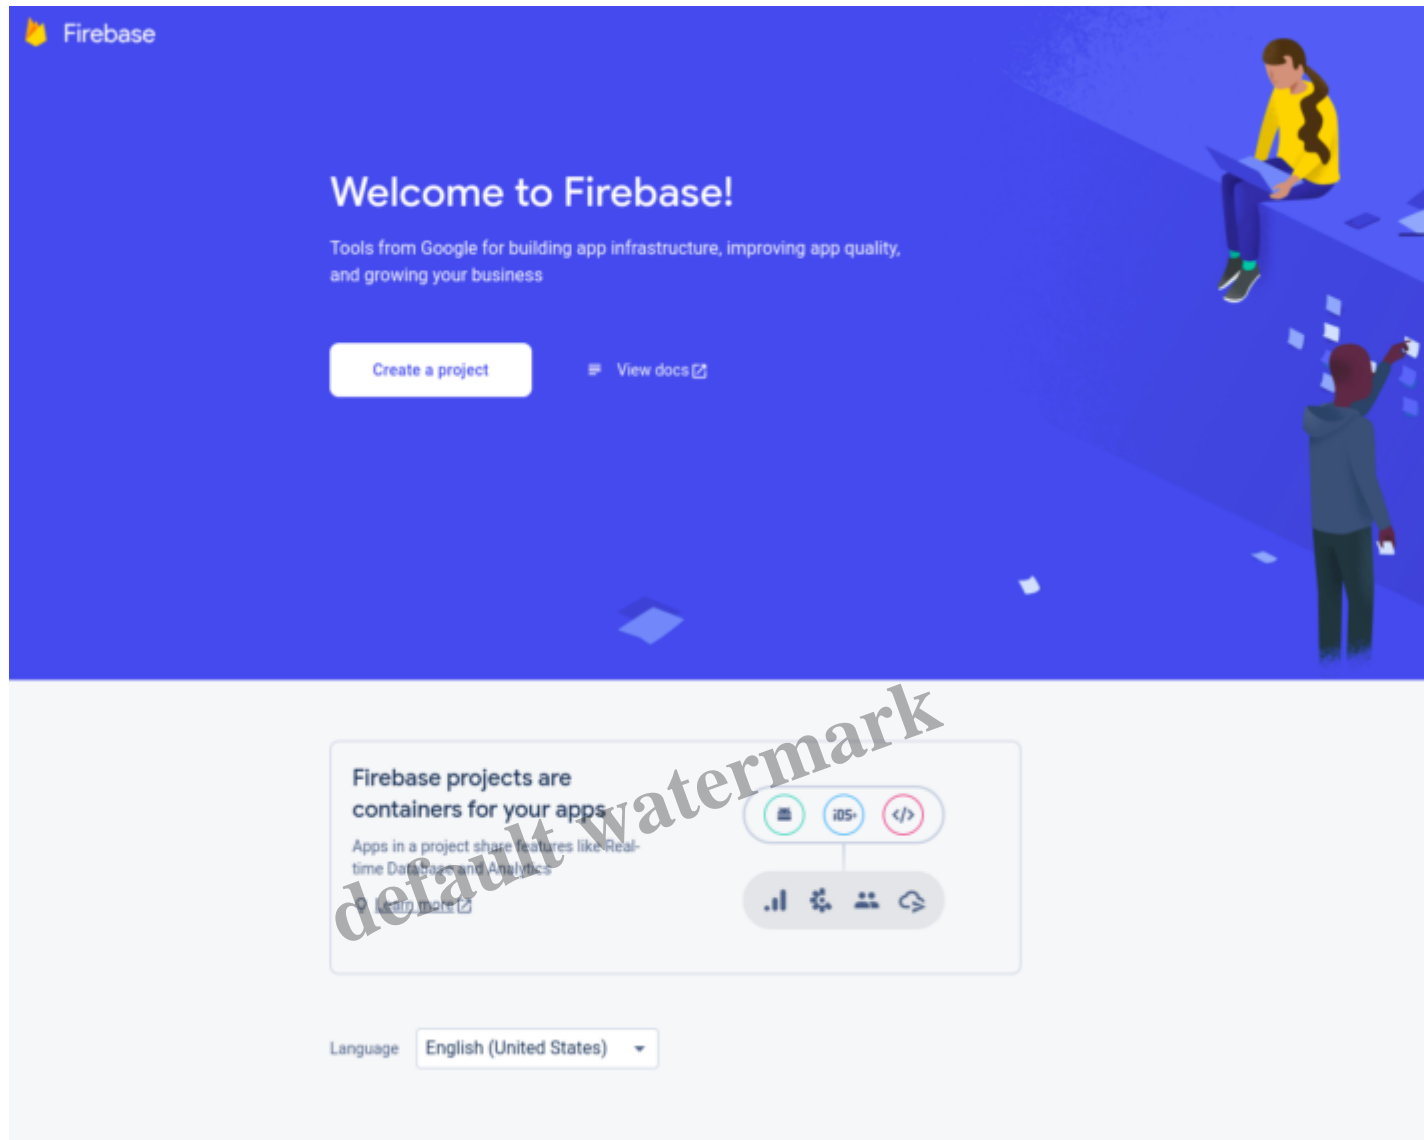 Firebase
Welcome to Firebase!
Tools from Google for building app infrastructure, improving app quality,
and growing your business
Create a project
View docs
Firebase projects are
containers for your apps
Apps in a project share features like Real-
time Database and Analytics
Learn more
iOS+
</>
default watermark
Language
English (United States)